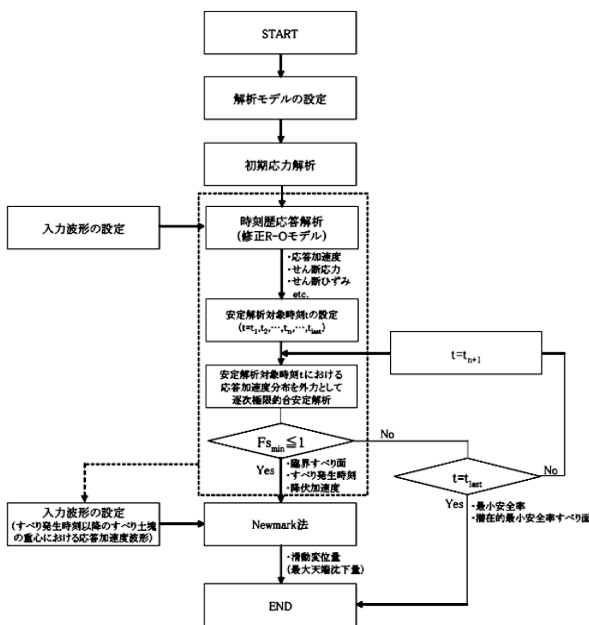 START
解析モデルの設定
初期応力解析
入力波形の設定
時刻歴応答解析
(修正R-Oモデル)
・応答加速度
・せん断応力
・せん断ひずみ
etc.
安定解析対象時刻tの設定
(t=t1,t2,…,tn,…,tlast)
t=tn+1
安定解析対象時刻tにおける
応答加速度分布を外力として
逐次極限釣合安定解析
Fsmin≦1
No
Yes
・臨界すべり面
・すべり発生時刻
・降伏加速度
t=tlast
No
Yes
・最小安全率
・潜在的最小安全率すべり面
入力波形の設定
(すべり発生時刻以降のすべり土塊
の重心における応答加速度波形)
Newmark法
・滑動変位量
(最大天端沈下量)
END